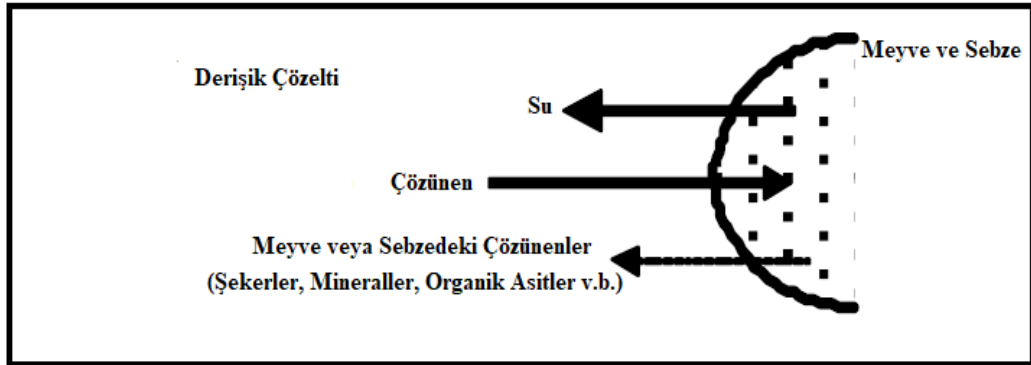 Meyve ve Sebze
Derişik Çözelti
Su
Çözünen
Meyve veya Sebzedeki Çözünenler
(Şekerler, Mineraller, Organik Asitler v.b.)